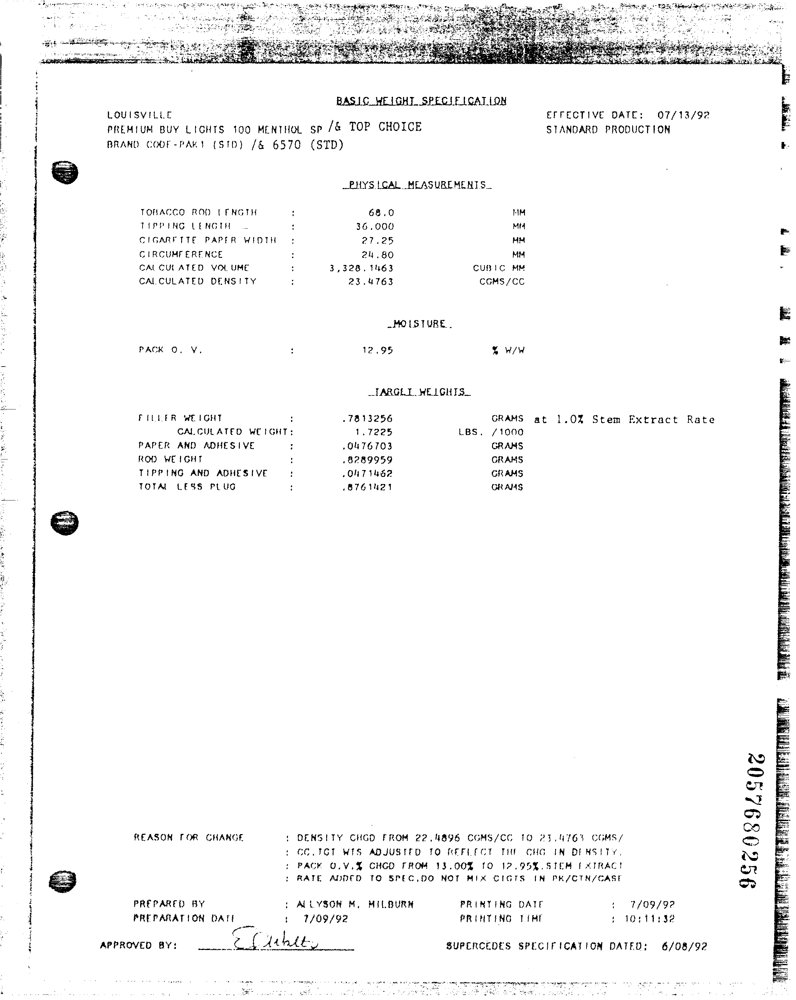 BASIC WEIGHT SPECIFICATION
LOUISVILLE EFFECTIVE DATE: 07/13/92
PREMIUM BUY LIGHTS 100 MENTHOL SP /& TOP CHOICE STANDARD PRODUCTION
BRAND CODE-PAK1 (STD) /& 6570 (STD)
PHYSICAL MEASUREMENTS
TOBACCO ROD LENGTH : 68.0 MM
TIPPING LENGTH : 36.000 MM
CIGARETTE PAPER WIDTH : 27.25 MM
CIRCUMFERENCE : 24.80 MM
CALCULATED VOLUME : 3,328.1463 CUBIC MM
CALCULATED DENSITY : 23.4763 CGMS/CC
MOISTURE
PACK O. V. : 12.95 % W/W
TARGET WEIGHTS
FILLER WEIGHT : .7813256 GRAMS at 1.0% Stem Extract Rate
CALCULATED WEIGHT: 1.7225 LBS. /1000
PAPER AND ADHESIVE : .0476703 GRAMS
ROD WEIGHT : .8289959 GRAMS
TIPPING AND ADHESIVE : .0471462 GRAMS
TOTAL LESS PLUG : .8761421 GRAMS
2057680256
REASON FOR CHANGE : DENSITY CHGD FROM 22.4896 CGMS/CC TO 23.4763 CGMS/
: CC.TGT WTS ADJUSTED TO REFLECT THE CHG IN DENSITY.
: PACK O.V.% CHGD FROM 13.00% TO 12.95%.STEM EXTRACT
: RATE ADDED TO SPEC.DO NOT MIX CIGTS IN PK/CTN/CASE
PREPARED BY : ALLYSON M. MILBURN PRINTING DATE : 7/09/92
PREPARATION DATE : 7/09/92 PRINTING TIME : 10:11:32
APPROVED BY: SUPERCEDES SPECIFICATION DATED: 6/08/92